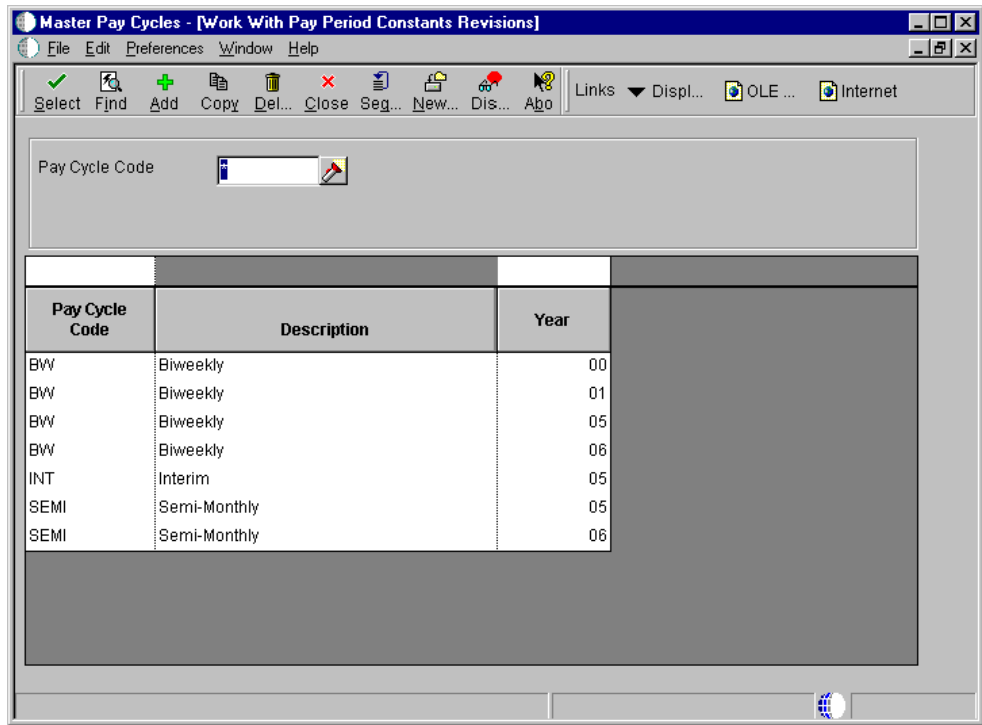 Master Pay Cycles - [Work With Pay Period Constants Revisions]
File Edit Preferences Window Help
Select Find Add Copy Del... Close Seq... New... Dis... Abo Links Displ... OLE ... Internet
Pay Cycle Code *
Pay Cycle Code Description Year
BW Biweekly 00
BW Biweekly 01
BW Biweekly 05
BW Biweekly 06
INT Interim 05
SEMI Semi-Monthly 05
SEMI Semi-Monthly 06